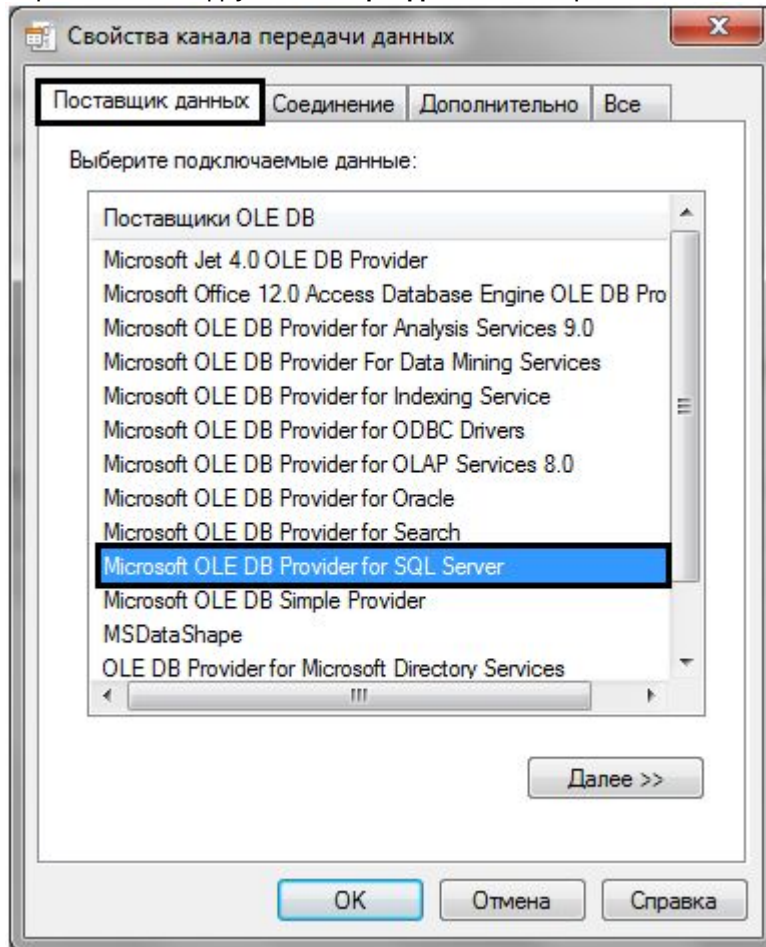 Свойства канала передачи данных
Поставщик данных Соединение Дополнительно Все
Выберите подключаемые данные:
Поставщики OLE DB
Microsoft Jet 4.0 OLE DB Provider
Microsoft Office 12.0 Access Database Engine OLE DB Pro
Microsoft OLE DB Provider for Analysis Services 9.0
Microsoft OLE DB Provider For Data Mining Services
Microsoft OLE DB Provider for Indexing Service
Microsoft OLE DB Provider for ODBC Drivers
Microsoft OLE DB Provider for OLAP Services 8.0
Microsoft OLE DB Provider for Oracle
Microsoft OLE DB Provider for Search
Microsoft OLE DB Provider for SQL Server
Microsoft OLE DB Simple Provider
MSDataShape
OLE DB Provider for Microsoft Directory Services
Далее >>
OK Отмена Справка